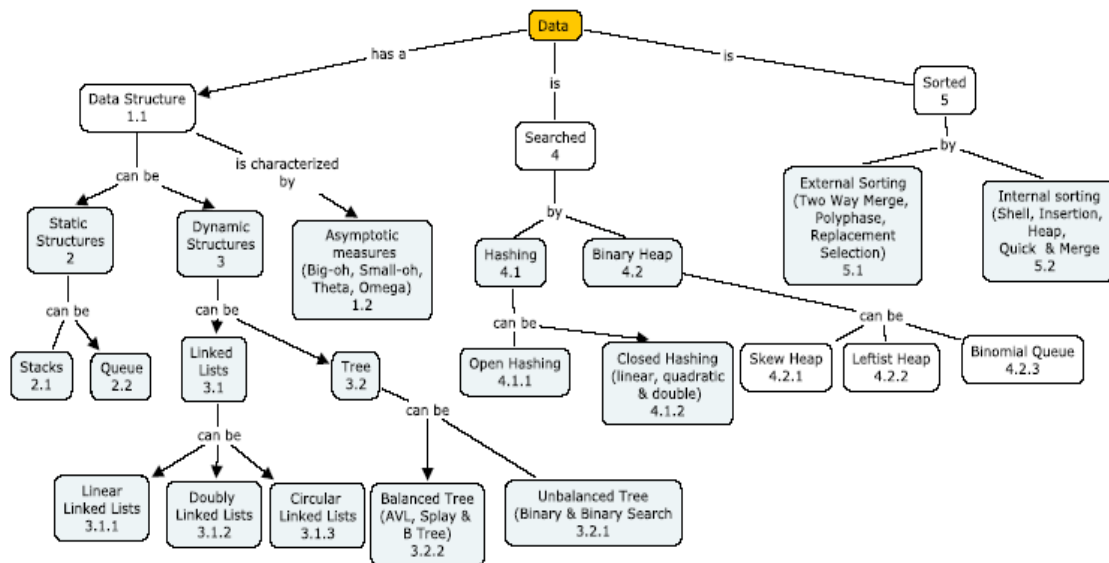 Data
has a
is
is
Data Structure
1.1
Searched
4
Sorted
5
can be
is characterized
by
by
by
Static
Structures
2
Dynamic
Structures
3
Asymptotic
measures
(Big-oh, Small-oh,
Theta, Omega)
1.2
Hashing
4.1
Binary Heap
4.2
External Sorting
(Two Way Merge,
Polyphase,
Replacement
Selection)
5.1
Internal sorting
(Shell, Insertion,
Heap,
Quick & Merge
5.2
can be
can be
can be
can be
Stacks
2.1
Queue
2.2
Linked
Lists
3.1
Tree
3.2
Open Hashing
4.1.1
Closed Hashing
(linear, quadratic
& double)
4.1.2
Skew Heap
4.2.1
Leftist Heap
4.2.2
Binomial Queue
4.2.3
can be
can be
Linear
Linked Lists
3.1.1
Doubly
Linked Lists
3.1.2
Circular
Linked Lists
3.1.3
Balanced Tree
(AVL, Splay &
B Tree)
3.2.2
Unbalanced Tree
(Binary & Binary Search
3.2.1